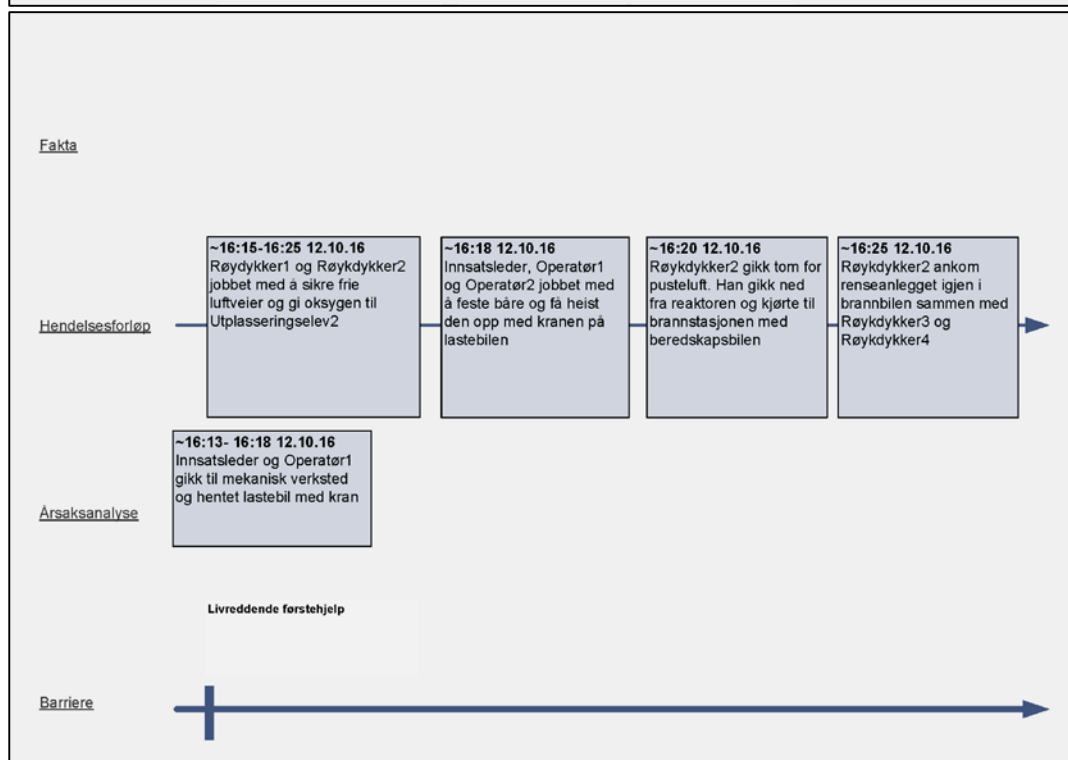 Fakta
Hendelsesforløp
~16:15-16:25 12.10.16
Røydykker1 og Røykdykker2
jobbet med å sikre frie
luftveier og gi oksygen til
Utplasseringselev2
~16:18 12.10.16
Innsatsleder, Operatør1
og Operatør2 jobbet med
å feste båre og få heist
den opp med kranen på
lastebilen
~16:20 12.10.16
Røykdykker2 gikk tom for
pusteluft. Han gikk ned
fra reaktoren og kjørte til
brannstasjonen med
beredskapsbilen
~16:25 12.10.16
Røykdykker2 ankom
renseanlegget igjen i
brannbilen sammen med
Røykdykker3 og
Røykdykker4
Årsaksanalyse
~16:13- 16:18 12.10.16
Innsatsleder og Operatør1
gikk til mekanisk verksted
og hentet lastebil med kran
Livreddende førstehjelp
Barriere